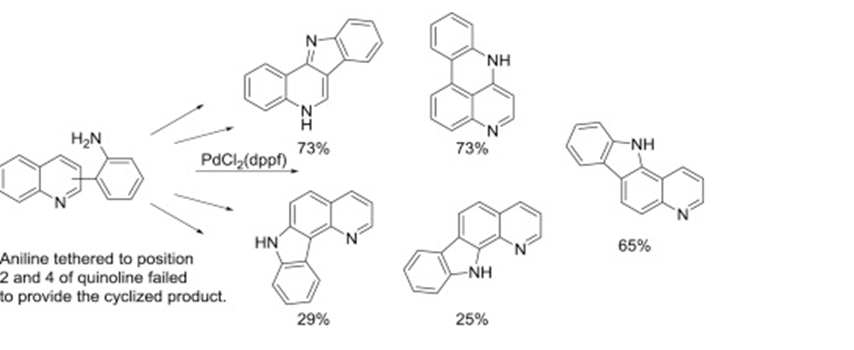 N
N
H
73%
NH
N
73%
H₂N
N
PdCl₂(dppf)
NH
N
65%
HN
N
29%
N
NH
25%
Aniline tethered to position
2 and 4 of quinoline failed
to provide the cyclized product.